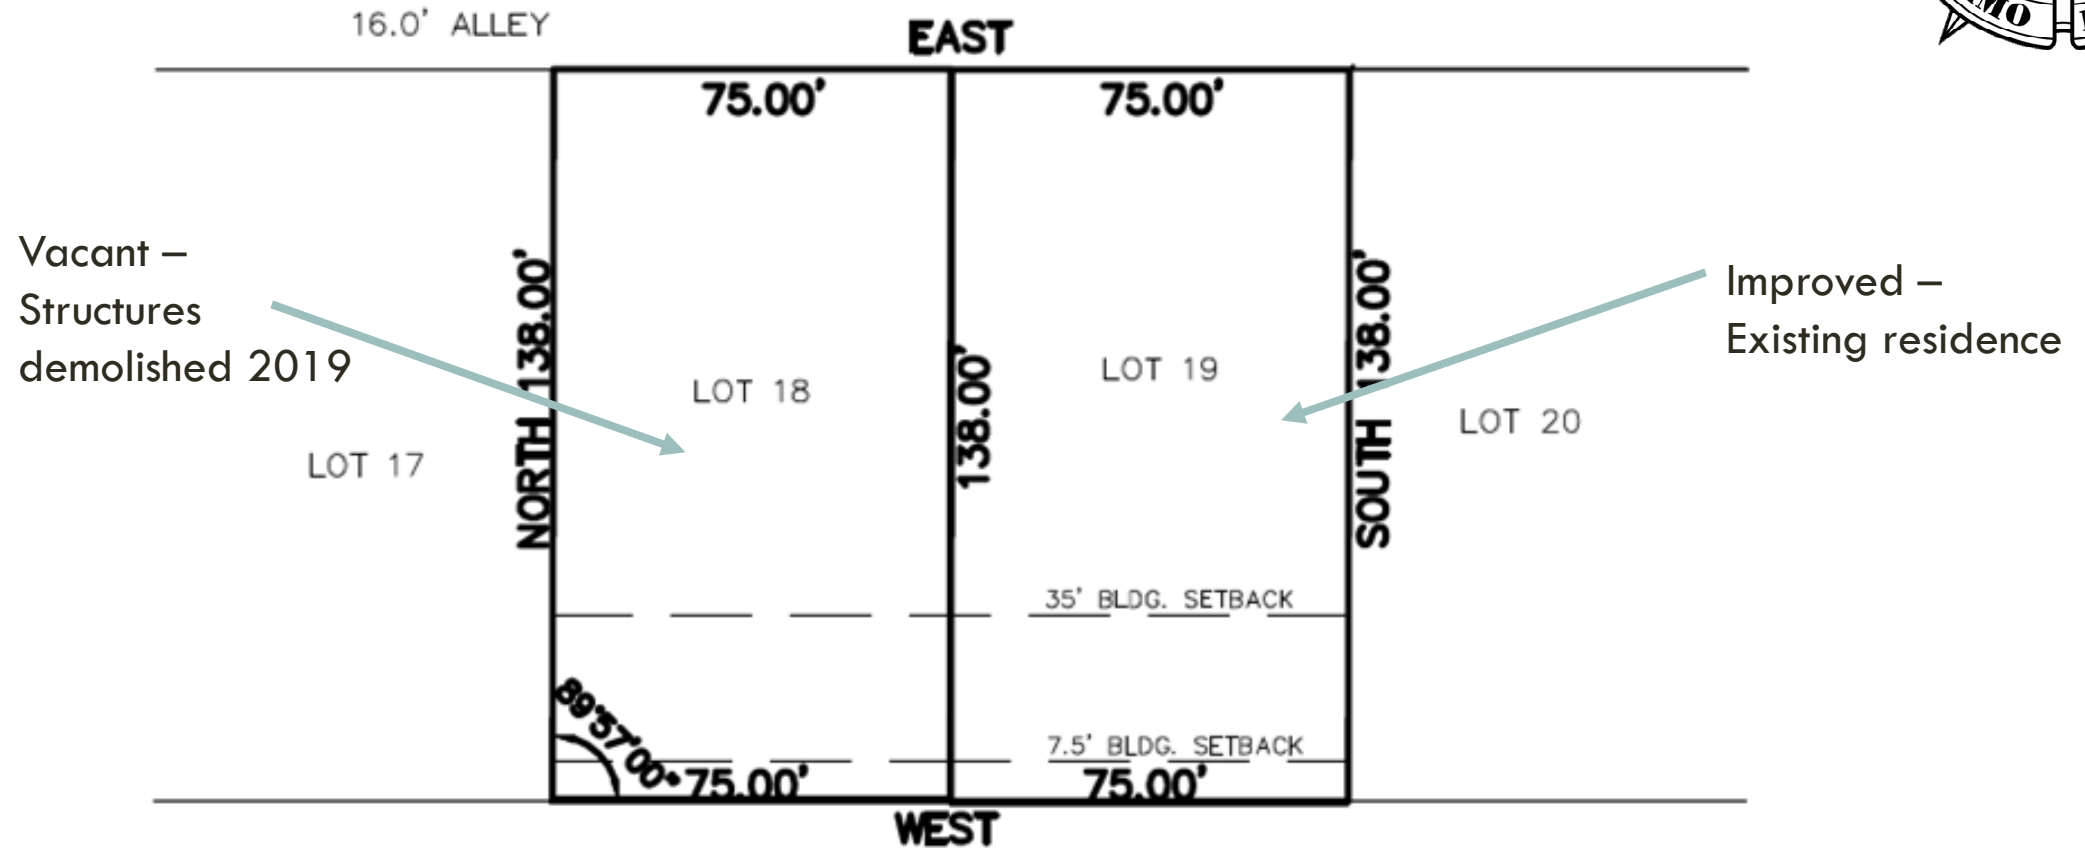 16.0' ALLEY
EAST
75.00'
75.00'
Vacant –
Structures
demolished 2019
NORTH 138.00'
138.00'
SOUTH 138.00'
Improved –
Existing residence
LOT 18
LOT 19
LOT 17
LOT 20
35' BLDG. SETBACK
89°57'00"
7.5' BLDG. SETBACK
75.00'
75.00'
WEST